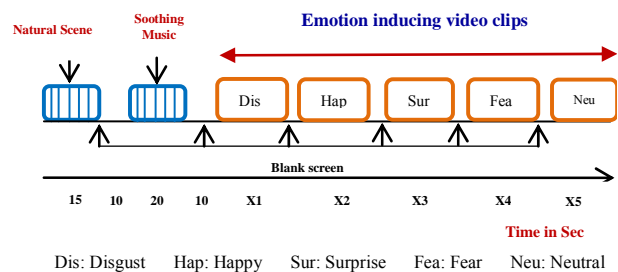 Natural Scene
Soothing
Music
Emotion inducing video clips
Dis Hap Sur Fea Neu
Blank screen
15 10 20 10 X1 X2 X3 X4 X5
Time in Sec
Dis: Disgust Hap: Happy Sur: Surprise Fea: Fear Neu: Neutral